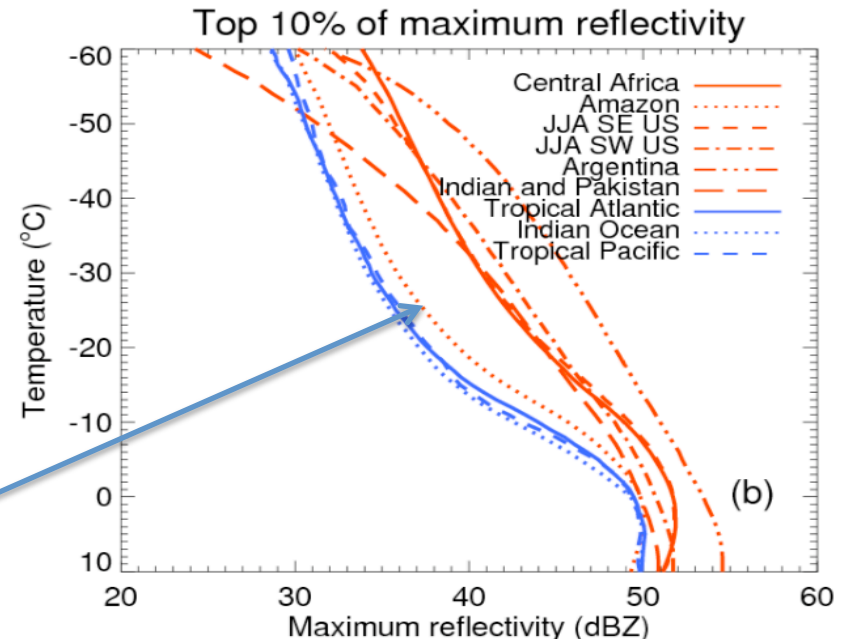 Top 10% of maximum reflectivity
-60
-50
-40
-30
-20
-10
0
10
Temperature (°C)
Central Africa
Amazon
JJA SE US
JJA SW US
Argentina
Indian and Pakistan
Tropical Atlantic
Indian Ocean
Tropical Pacific
(b)
20 30 40 50 60
Maximum reflectivity (dBZ)